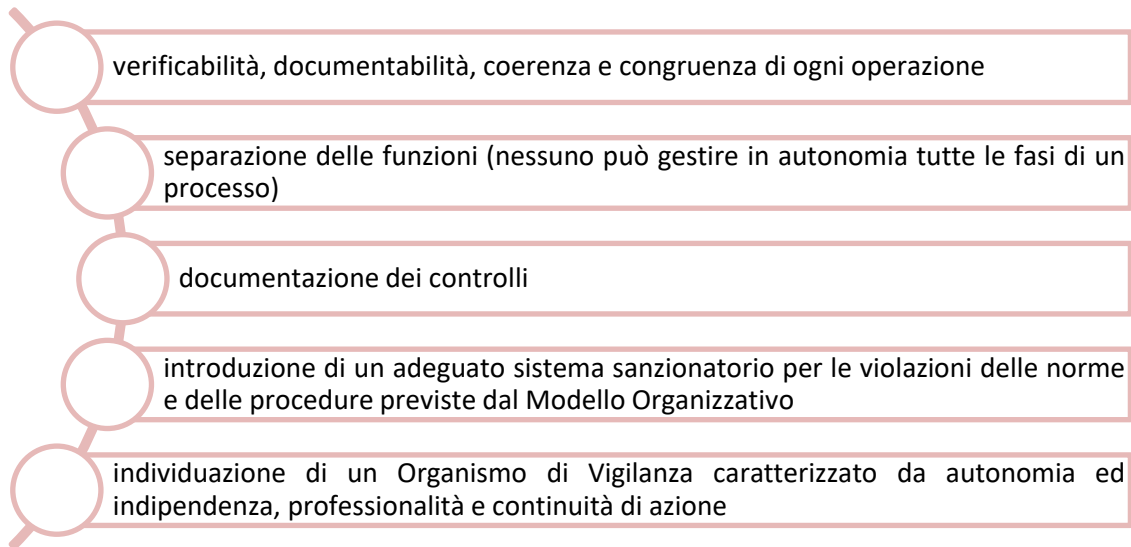 verificabilità, documentabilità, coerenza e congruenza di ogni operazione
separazione delle funzioni (nessuno può gestire in autonomia tutte le fasi di un
processo)
documentazione dei controlli
introduzione di un adeguato sistema sanzionatorio per le violazioni delle norme
e delle procedure previste dal Modello Organizzativo
individuazione di un Organismo di Vigilanza caratterizzato da autonomia ed
indipendenza, professionalità e continuità di azione